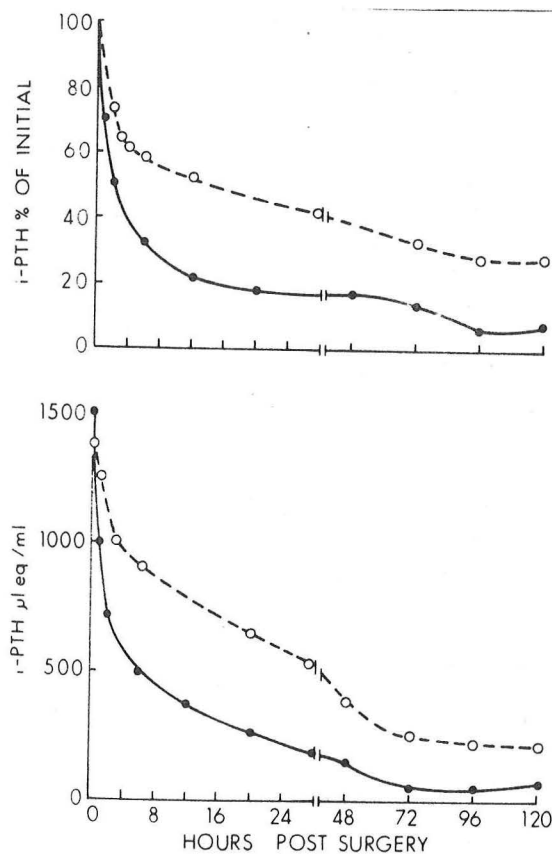 i-PTH % OF INITIAL
100
80
60
40
20
0
i-PTH µl eq/ml
1500
1000
500
0
0 8 16 24 48 72 96 120
HOURS POST SURGERY